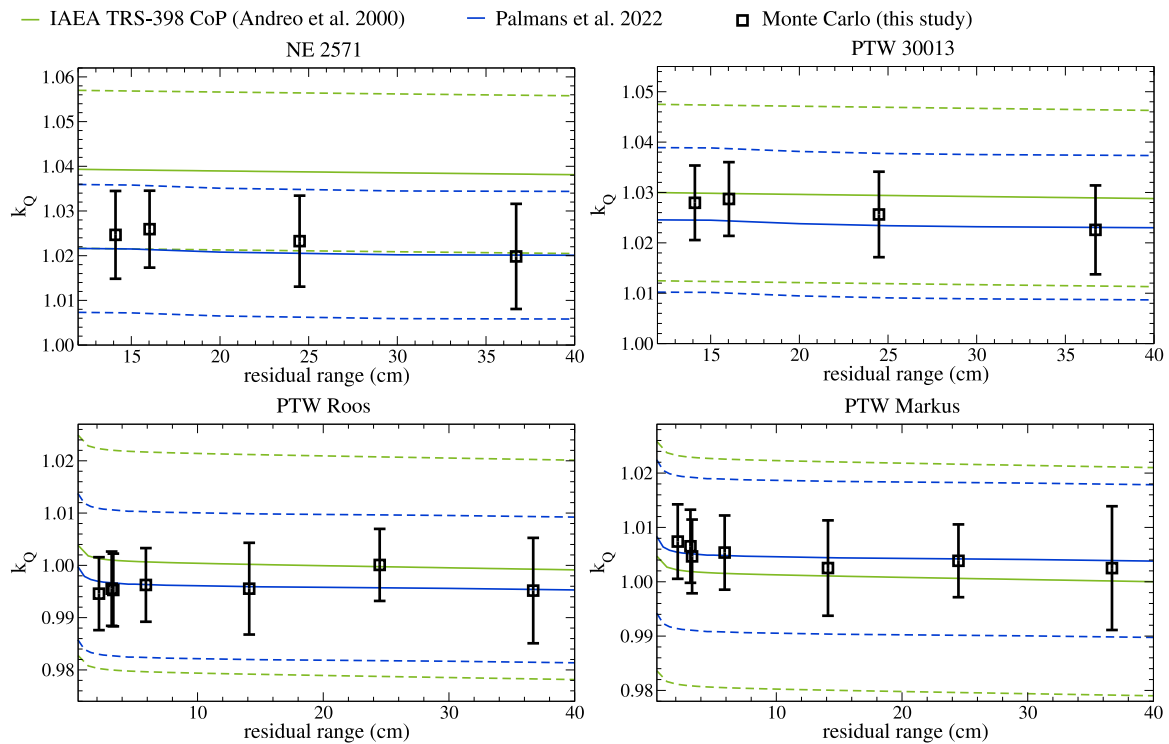 IAEA TRS-398 CoP (Andreo et al. 2000) Palmans et al. 2022 Monte Carlo (this study)
NE 2571 PTW 30013
1.06
1.05
1.04
1.03
1.02
1.01
1.00
k_Q
15 20 25 30 35 40
residual range (cm)
1.05
1.04
1.03
1.02
1.01
1.00
k_Q
15 20 25 30 35 40
residual range (cm)
PTW Roos PTW Markus
1.02
1.01
1.00
0.99
0.98
k_Q
10 20 30 40
residual range (cm)
1.02
1.01
1.00
0.99
0.98
k_Q
10 20 30 40
residual range (cm)